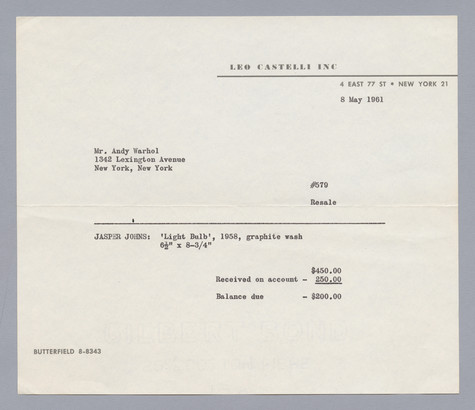 LEO CASTELLI INC
4 EAST 77 ST • NEW YORK 21
8 May 1961
Mr. Andy Warhol
1342 Lexington Avenue
New York, New York
#579
Resale
JASPER JOHNS: 'Light Bulb', 1958, graphite wash
6½" x 8-3/4"
$450.00
Received on account - 250.00
Balance due - $200.00
BUTTERFIELD 8-8343